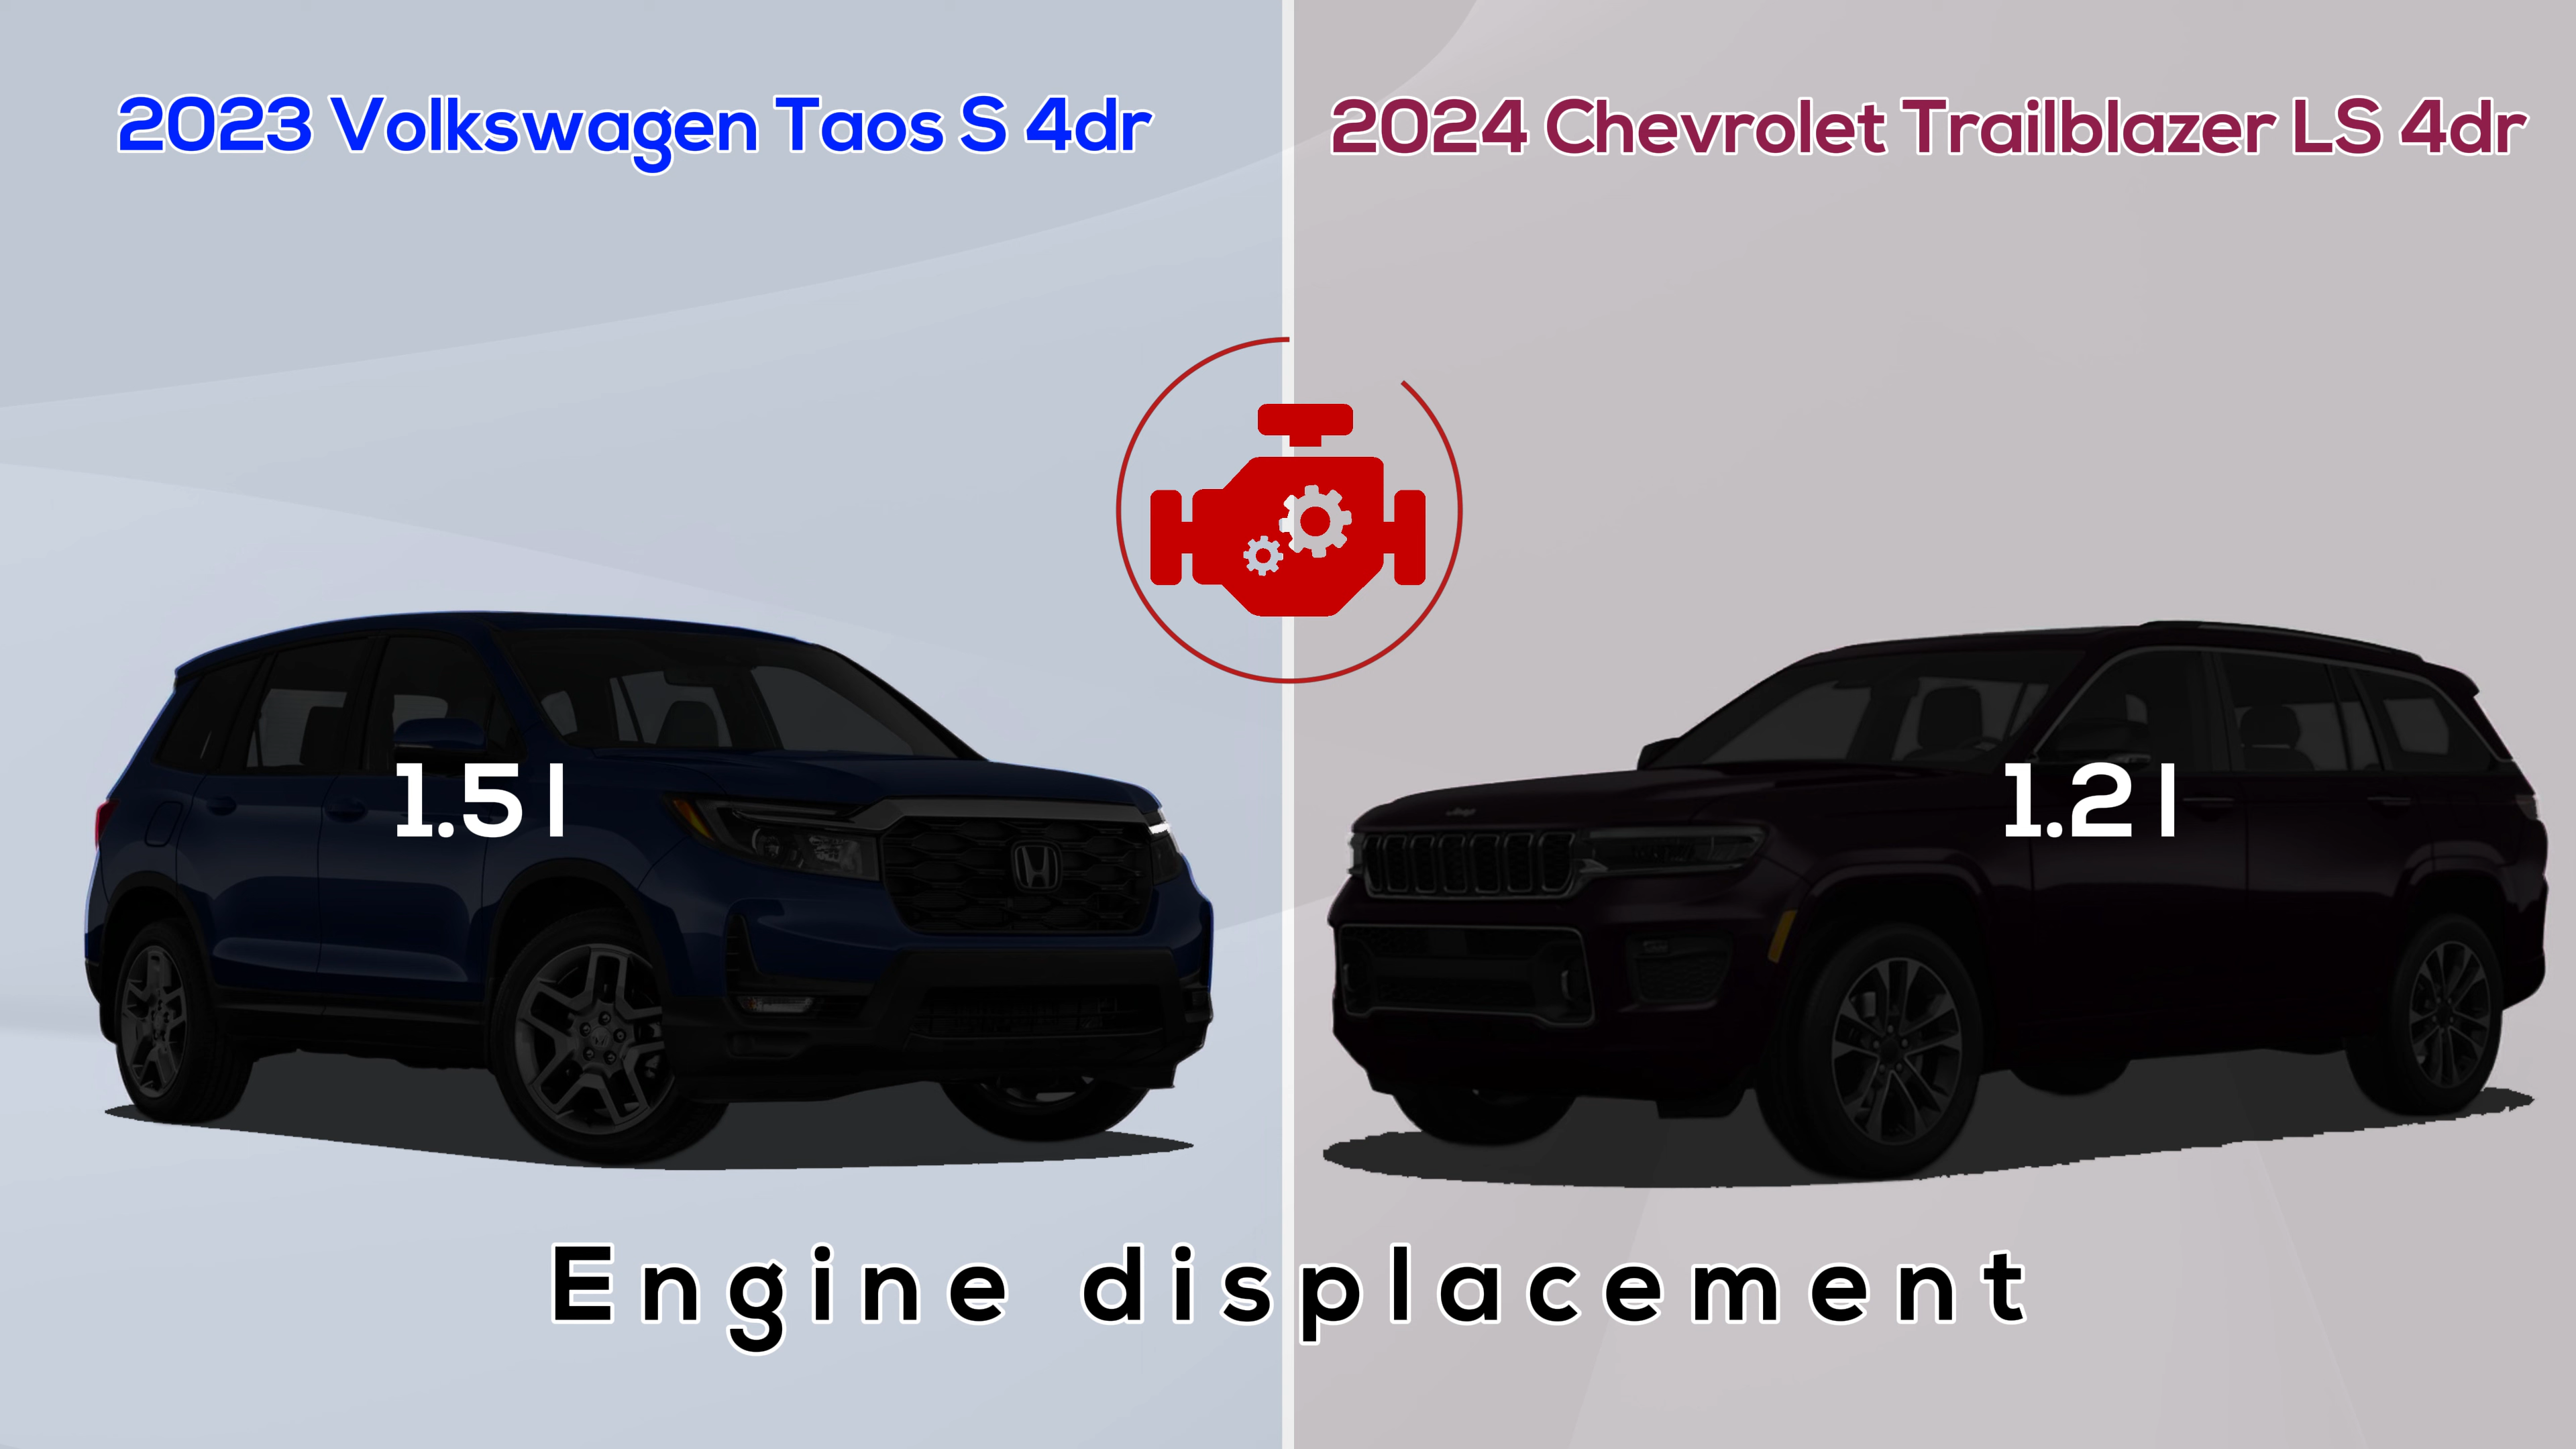 2023 Volkswagen Taos S 4dr
2024 Chevrolet Trailblazer LS 4dr
1.5 l
1.2 l
Engine displacement